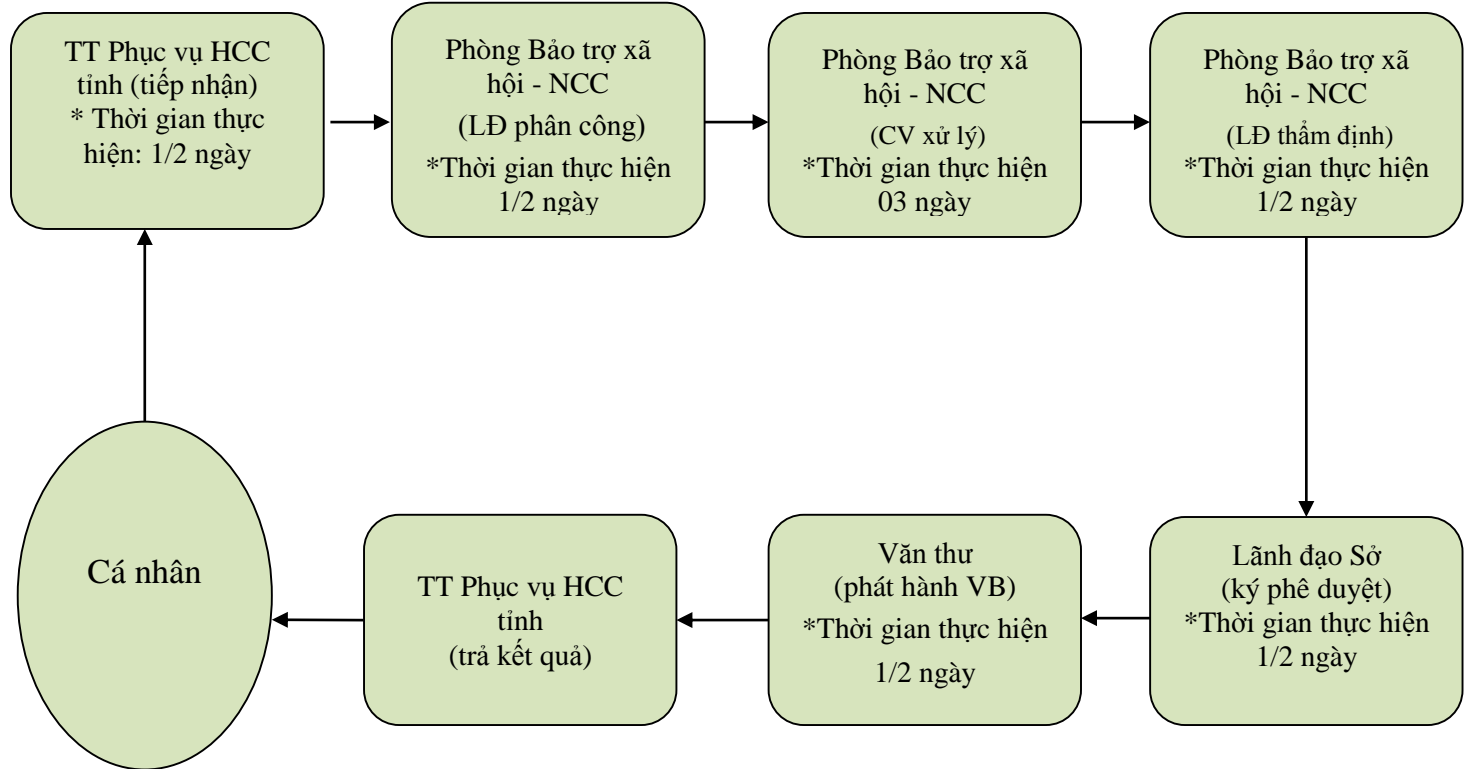 TT Phục vụ HCC
tỉnh (tiếp nhận)
* Thời gian thực
hiện: 1/2 ngày
Phòng Bảo trợ xã
hội - NCC
(LĐ phân công)
*Thời gian thực hiện
1/2 ngày
Phòng Bảo trợ xã
hội - NCC
(CV xử lý)
*Thời gian thực hiện
03 ngày
Phòng Bảo trợ xã
hội - NCC
(LĐ thẩm định)
*Thời gian thực hiện
1/2 ngày
Lãnh đạo Sở
(ký phê duyệt)
*Thời gian thực hiện
1/2 ngày
Văn thư
(phát hành VB)
*Thời gian thực hiện
1/2 ngày
TT Phục vụ HCC
tỉnh
(trả kết quả)
Cá nhân